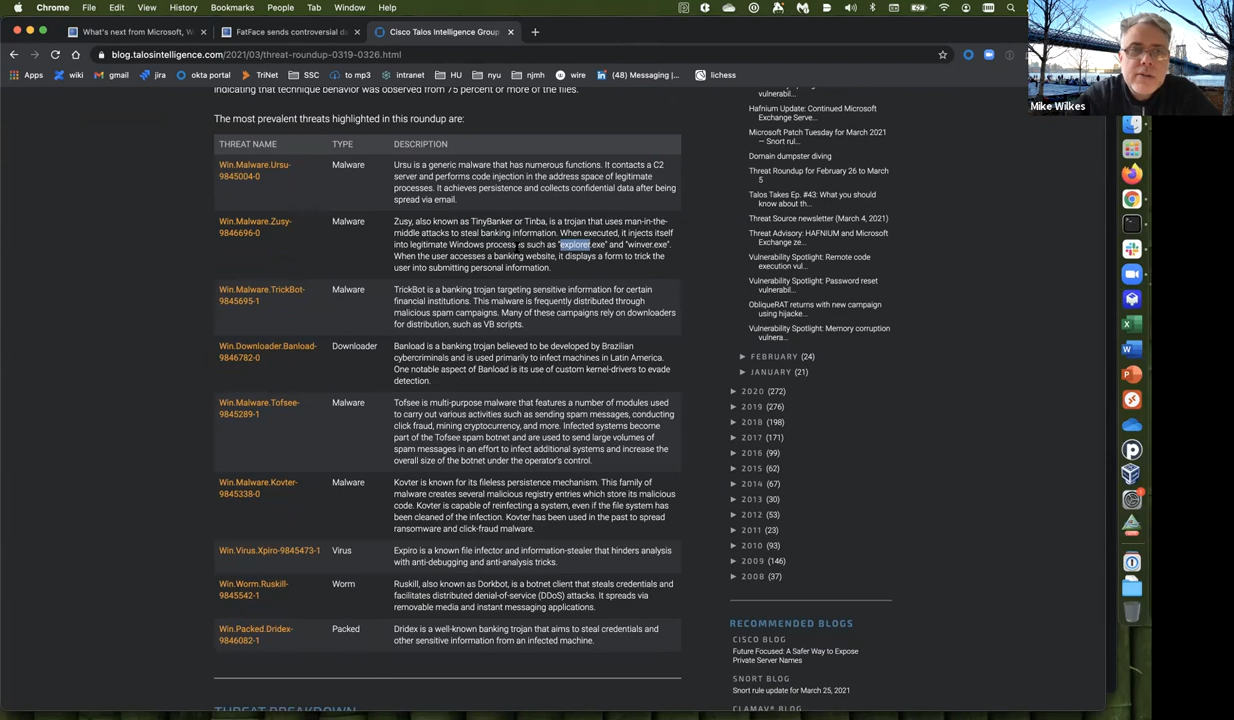 Chrome File Edit View History Bookmarks People Tab Window Help
What's next from Microsoft, W
FatFace sends controversial da
Cisco Talos Intelligence Group
blog.talosintelligence.com/2021/03/threat-roundup-0319-0326.html
Apps wiki gmail jira okta portal TriNet SSC to mp3 intranet HU nyu njmh wire (48) Messaging |... lichess
Mike Wilkes
indicating that technique behavior was observed from 75 percent or more of the files.
The most prevalent threats highlighted in this roundup are:
THREAT NAME TYPE DESCRIPTION
Win.Malware.Ursu-
9845004-0
Malware
Ursu is a generic malware that has numerous functions. It contacts a C2
server and performs code injection in the address space of legitimate
processes. It achieves persistence and collects confidential data after being
spread via email.
Win.Malware.Zusy-
9846696-0
Malware
Zusy, also known as TinyBanker or Tinba, is a trojan that uses man-in-the-
middle attacks to steal banking information. When executed, it injects itself
into legitimate Windows processes such as "explorer.exe" and "winver.exe".
When the user accesses a banking website, it displays a form to trick the
user into submitting personal information.
Win.Malware.TrickBot-
9845695-1
Malware
TrickBot is a banking trojan targeting sensitive information for certain
financial institutions. This malware is frequently distributed through
malicious spam campaigns. Many of these campaigns rely on downloaders
for distribution, such as VB scripts.
Win.Downloader.Banload-
9846782-0
Downloader
Banload is a banking trojan believed to be developed by Brazilian
cybercriminals and is used primarily to infect machines in Latin America.
One notable aspect of Banload is its use of custom kernel-drivers to evade
detection.
Win.Malware.Tofsee-
9845289-1
Malware
Tofsee is multi-purpose malware that features a number of modules used
to carry out various activities such as sending spam messages, conducting
click fraud, mining cryptocurrency, and more. Infected systems become
part of the Tofsee spam botnet and are used to send large volumes of
spam messages in an effort to infect additional systems and increase the
overall size of the botnet under the operator's control.
Win.Malware.Kovter-
9845338-0
Malware
Kovter is known for its fileless persistence mechanism. This family of
malware creates several malicious registry entries which store its malicious
code. Kovter is capable of reinfecting a system, even if the file system has
been cleaned of the infection. Kovter has been used in the past to spread
ransomware and click-fraud malware.
Win.Virus.Xpiro-9845473-1
Virus
Expiro is a known file infector and information-stealer that hinders analysis
with anti-debugging and anti-analysis tricks.
Win.Worm.Ruskill-
9845542-1
Worm
Ruskill, also known as Dorkbot, is a botnet client that steals credentials and
facilitates distributed denial-of-service (DDoS) attacks. It spreads via
removable media and instant messaging applications.
Win.Packed.Dridex-
9846082-1
Packed
Dridex is a well-known banking trojan that aims to steal credentials and
other sensitive information from an infected machine.
THREAT BREAKDOWN
vulnerabil...
Hafnium Update: Continued Microsoft
Exchange Serve...
Microsoft Patch Tuesday for March 2021
— Snort rul...
Domain dumpster diving
Threat Roundup for February 26 to March
5
Talos Takes Ep. #43: What you should
know about th...
Threat Source newsletter (March 4, 2021)
Threat Advisory: HAFNIUM and Microsoft
Exchange ze...
Vulnerability Spotlight: Remote code
execution vul...
Vulnerability Spotlight: Password reset
vulnerabil...
ObliqueRAT returns with new campaign
using hijacke...
Vulnerability Spotlight: Memory corruption
vulnera...
► FEBRUARY (24)
► JANUARY (21)
► 2020 (272)
► 2019 (276)
► 2018 (198)
► 2017 (171)
► 2016 (99)
► 2015 (62)
► 2014 (67)
► 2013 (30)
► 2012 (53)
► 2011 (23)
► 2010 (93)
► 2009 (146)
► 2008 (37)
RECOMMENDED BLOGS
CISCO BLOG
Future Focused: A Safer Way to Expose
Private Server Names
SNORT BLOG
Snort rule update for March 25, 2021
CLAMAV® BLOG